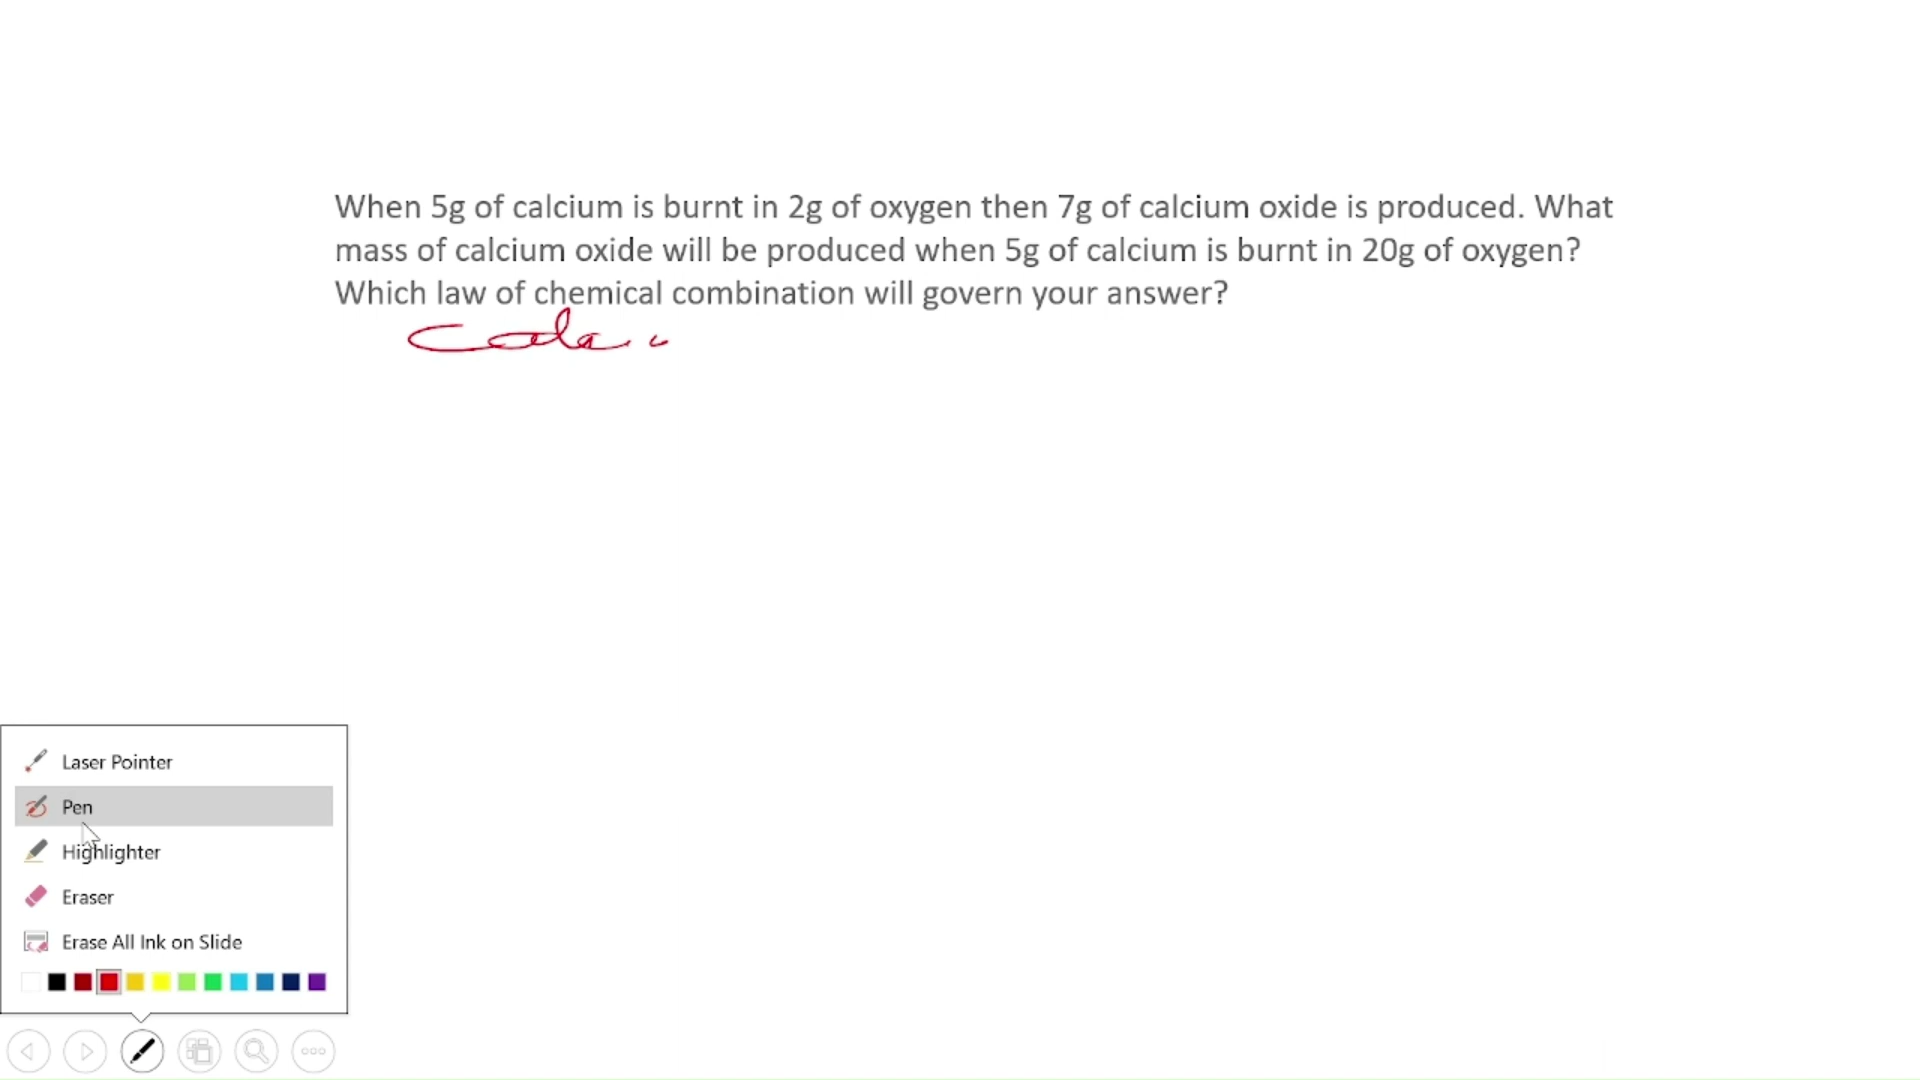 When 5g of calcium is burnt in 2g of oxygen then 7g of calcium oxide is produced. What
mass of calcium oxide will be produced when 5g of calcium is burnt in 20g of oxygen?
Which law of chemical combination will govern your answer?
Laser Pointer
Pen
Highlighter
Eraser
Erase All Ink on Slide